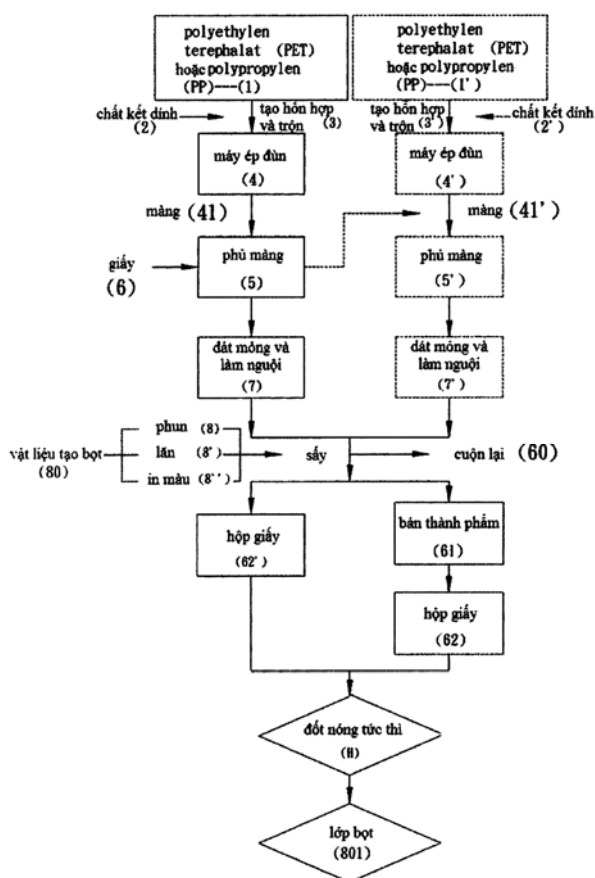 polyethylen
terephalat (PET)
hoặc polypropylen
(PP)---(1)
polyethylen
terephalat (PET)
hoặc polypropylen
(PP)---(1')
chất kết dính
(2)
tạo hỗn hợp
và trộn (3)
tạo hỗn hợp
và trộn (3')
chất kết dính
(2')
máy ép đùn
(4)
máy ép đùn
(4')
màng (41)
màng (41')
giấy
(6)
phủ màng
(5)
phủ màng
(5')
dát mỏng và
làm nguội
(7)
dát mỏng và
làm nguội
(7')
vật liệu tạo bọt
(80)
phun (8)
lăn (8')
in màu (8'')
sấy
cuộn lại (60)
hộp giấy
(62')
bán thành phẩm
(61)
hộp giấy
(62)
đốt nóng tức thì
(H)
lớp bọt
(801)